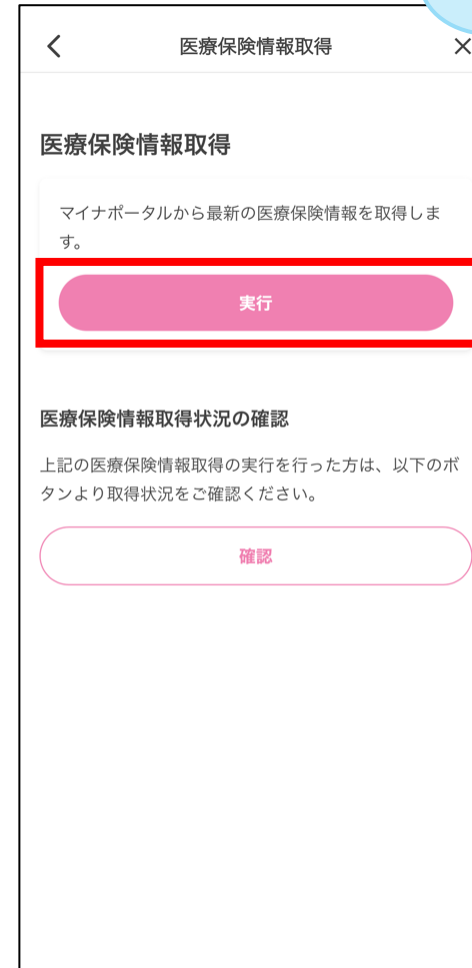 医療保険情報取得
医療保険情報取得
マイナポータルから最新の医療保険情報を取得しま
す。
実行
医療保険情報取得状況の確認
上記の医療保険情報取得の実行を行った方は、以下のボ
タンより取得状況をご確認ください。
確認